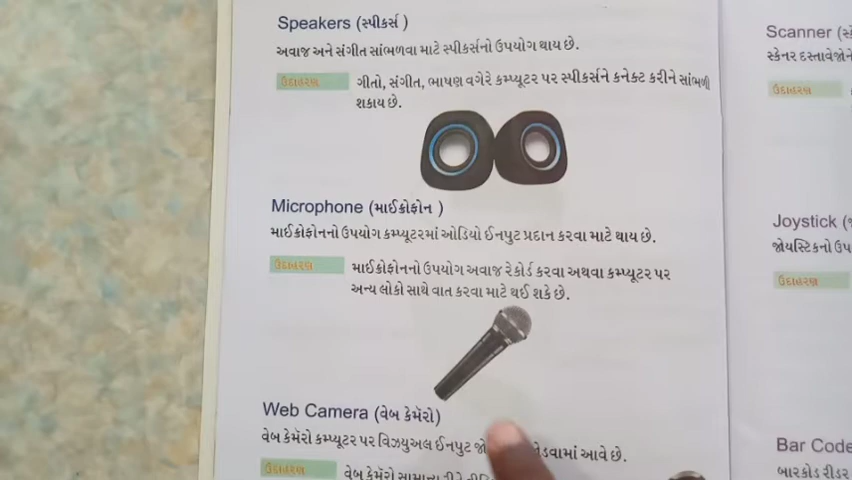 Speakers (સ્પીકર્સ )
અવાજ અને સંગીત સાંભળવા માટે સ્પીકર્સનો ઉપયોગ થાય છે.
ઉદાહરણ ગીતો, સંગીત, ભાષણ વગેરે કમ્પ્યૂટર પર સ્પીકર્સને કનેક્ટ કરીને સાંભળી
શકાય છે.
Microphone (માઈક્રોફોન )
માઈક્રોફોનનો ઉપયોગ કમ્પ્યૂટરમાં ઓડિયો ઈનપુટ પ્રદાન કરવા માટે થાય છે.
ઉદાહરણ માઈક્રોફોનનો ઉપયોગ અવાજ રેકોર્ડ કરવા અથવા કમ્પ્યૂટર પર
અન્ય લોકો સાથે વાત કરવા માટે થઈ શકે છે.
Web Camera (વેબ કેમૅરો)
વેબ કેમૅરો કમ્પ્યૂટર પર વિઝ્યુઅલ ઈનપુટ આવે છે.
ઉદાહરણ વેબ કેમૅરો
Scanner
સ્કેનર
ઉદાહરણ
Joystick
જોયસ્ટિકનો
ઉદાહરણ
Bar Code
બારકોડ રીડર